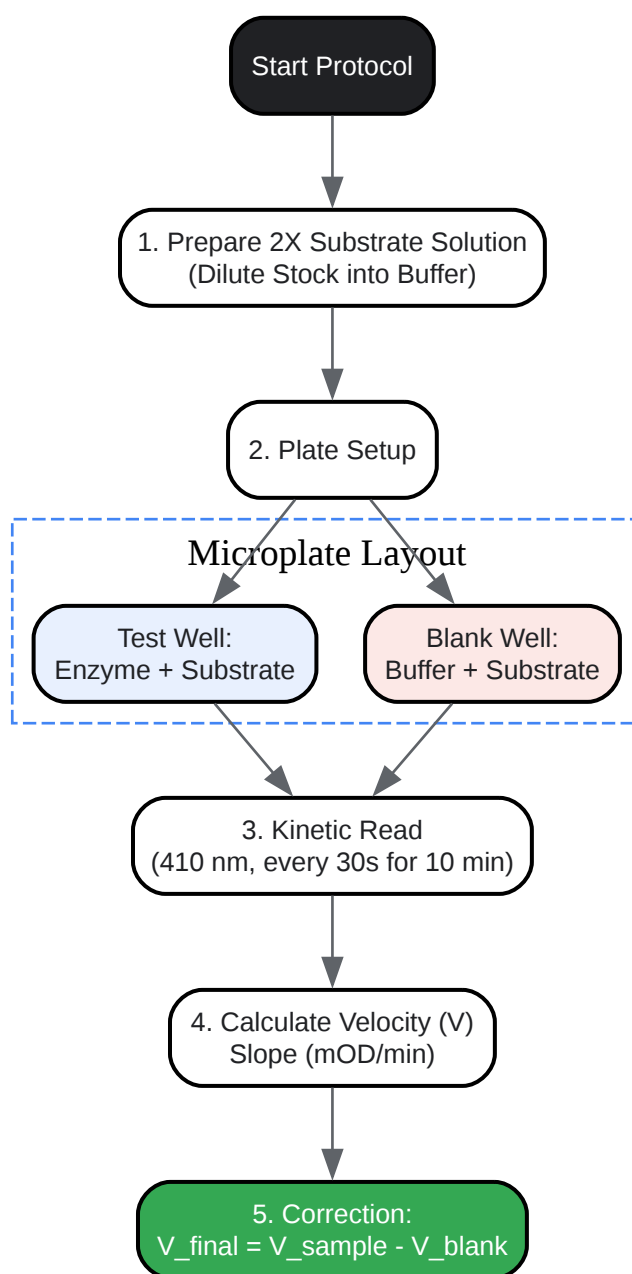 Start Protocol
1. Prepare 2X Substrate Solution
(Dilute Stock into Buffer)
2. Plate Setup
Microplate Layout
Test Well:
Enzyme + Substrate
Blank Well:
Buffer + Substrate
3. Kinetic Read
(410 nm, every 30s for 10 min)
4. Calculate Velocity (V)
Slope (mOD/min)
5. Correction:
V_final = V_sample - V_blank